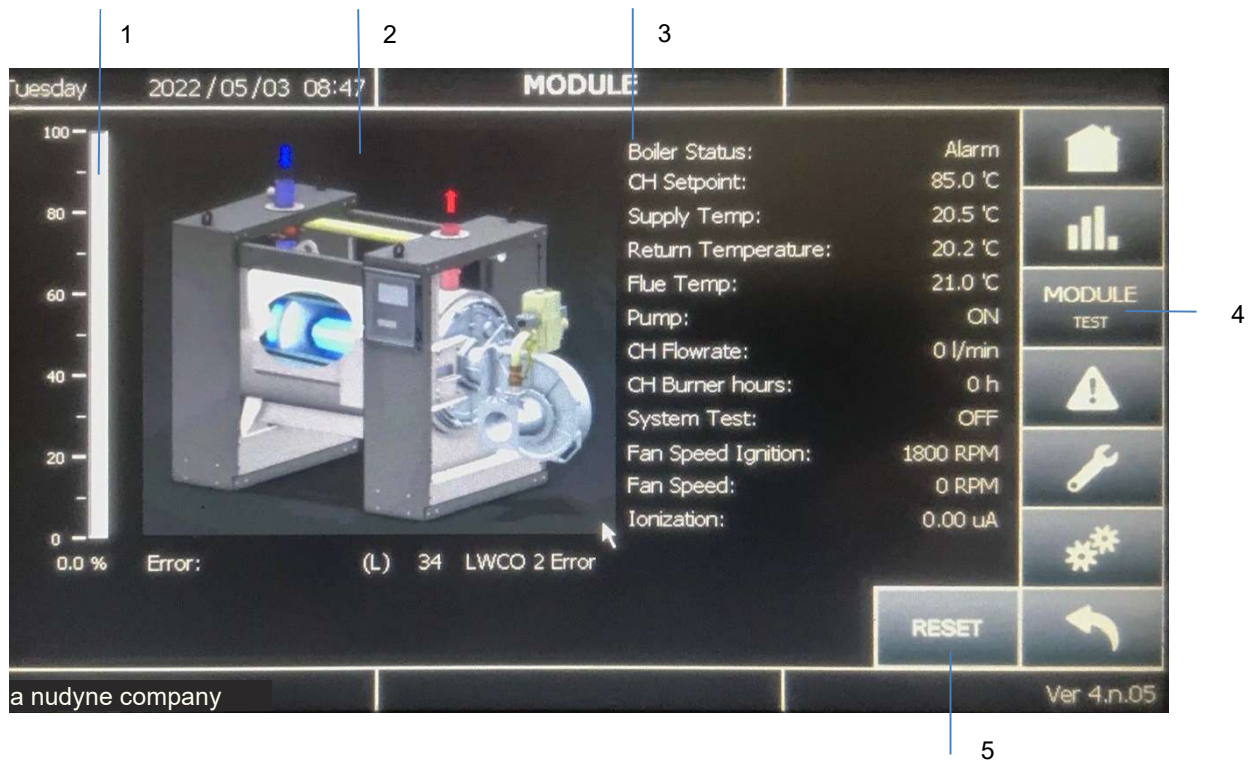 1 2 3
Tuesday 2022/05/03 08:47 MODULE
100
80
60
40
20
0
0.0 %
Boiler Status: Alarm
CH Setpoint: 85.0 'C
Supply Temp: 20.5 'C
Return Temperature: 20.2 'C
Flue Temp: 21.0 'C
Pump: ON
CH Flowrate: 0 l/min
CH Burner hours: 0 h
System Test: OFF
Fan Speed Ignition: 1800 RPM
Fan Speed: 0 RPM
Ionization: 0.00 uA
Error: (L) 34 LWCO 2 Error
MODULE
TEST
4
RESET
a nudyne company Ver 4.n.05
5